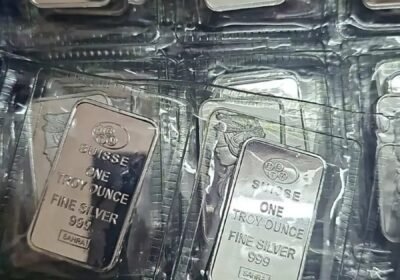 SUISSE
ONE
TROY OUNCE
FINE SILVER
999
SUISSE
ONE
TROY OUNCE
FINE SILVER
999